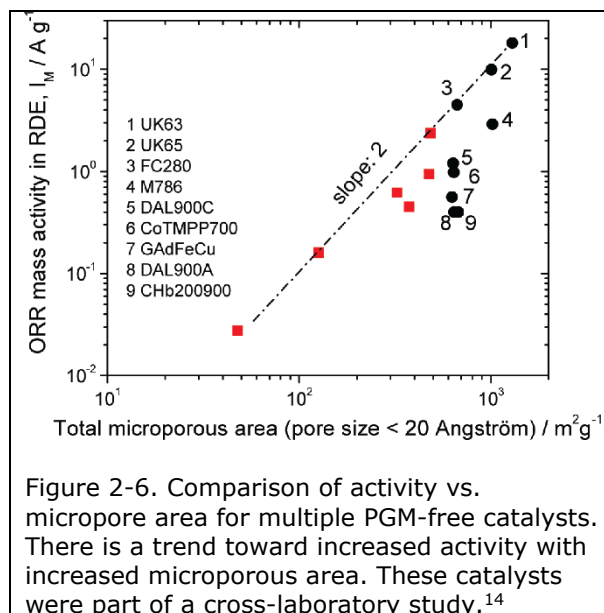 ORR mass activity in RDE, I_M / A g⁻¹
10¹
10⁰
10⁻¹
10⁻²
1 UK63
2 UK65
3 FC280
4 M786
5 DAL900C
6 CoTMPP700
7 GAdFeCu
8 DAL900A
9 CHb200900
slope: 2
1
2
3
4
5
6
7
8 9
10¹ 10² 10³
Total microporous area (pore size < 20 Angström) / m²g⁻¹
Figure 2-6. Comparison of activity vs.
micropore area for multiple PGM-free catalysts.
There is a trend toward increased activity with
increased microporous area. These catalysts
were part of a cross-laboratory study.¹⁴